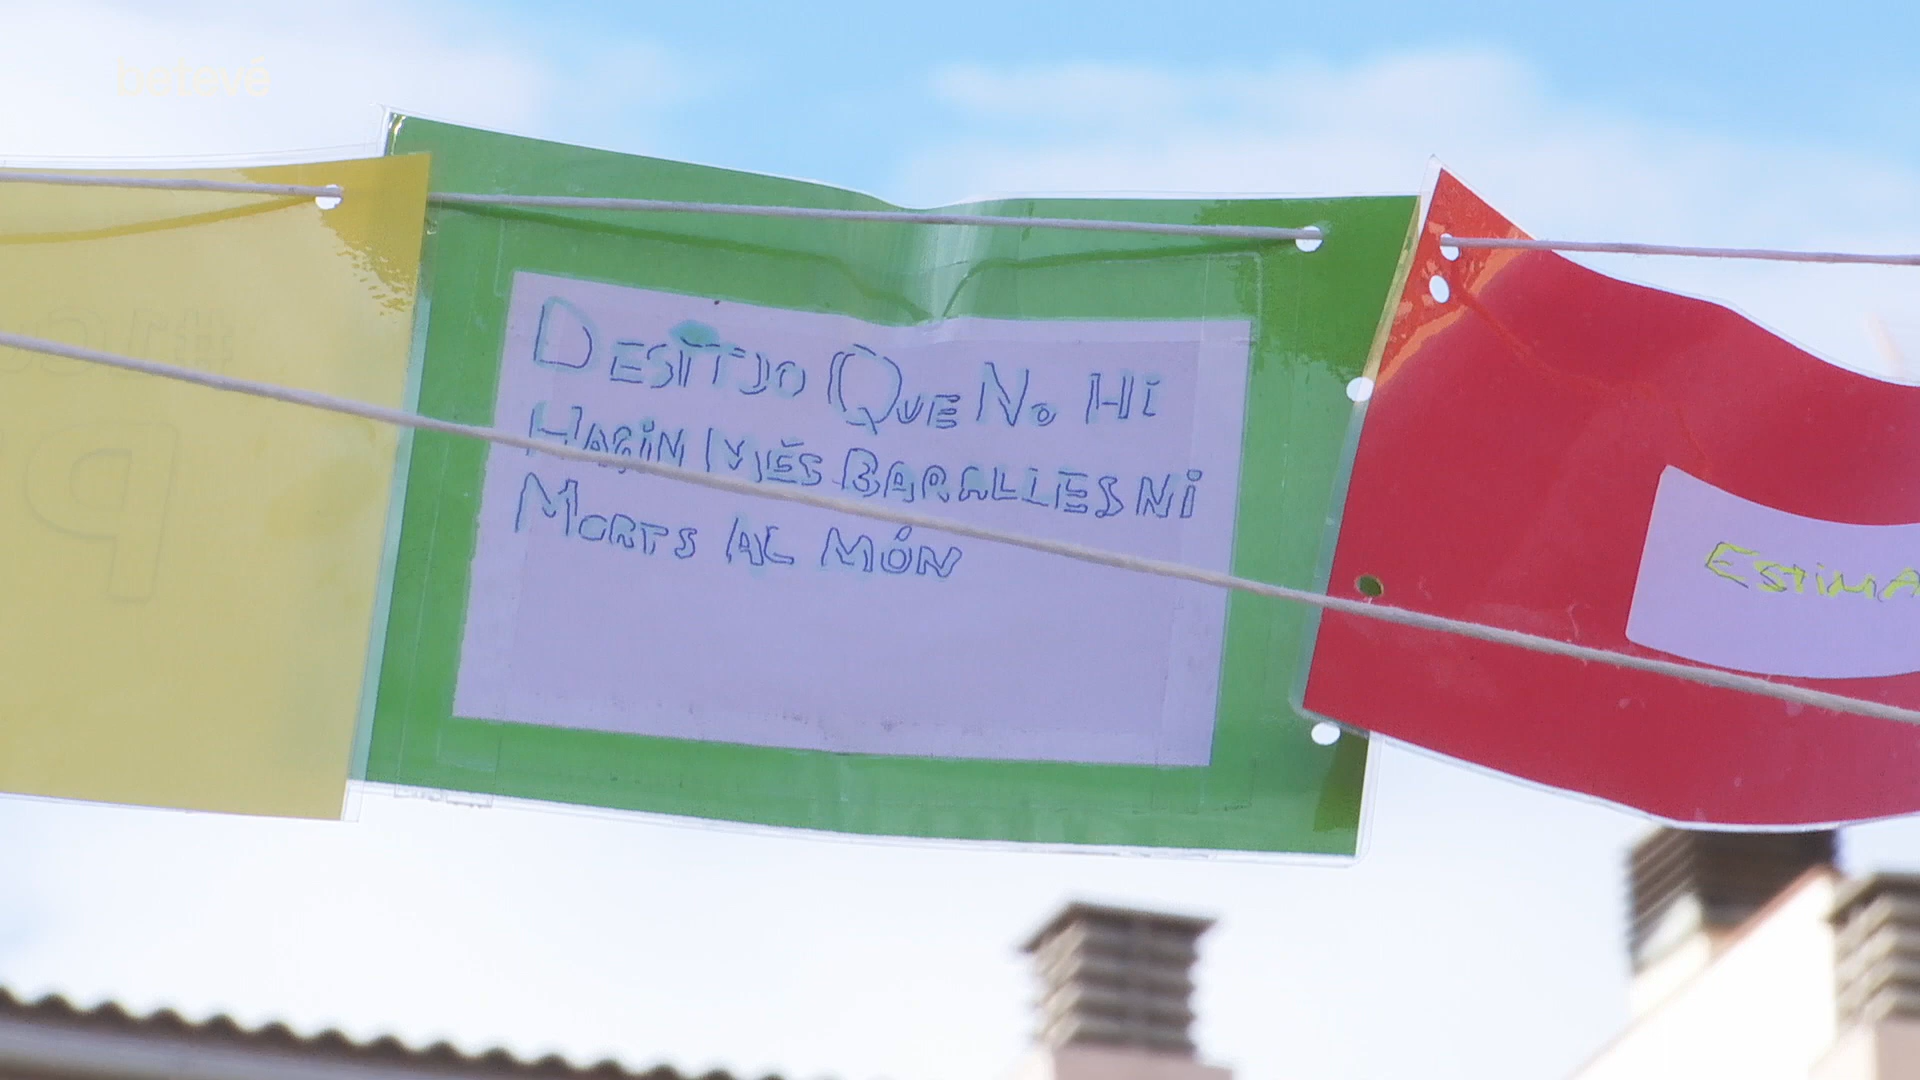 betevé
DESITJO QUE NO HI
HAGIN MÉS BARALLES NI
MORTS AL MÓN
ESTIMA